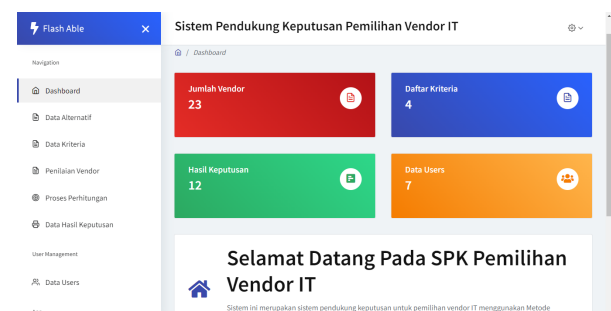 Flash Able
Navigation
Dashboard
Data Alternatif
Data Kriteria
Penilaian Vendor
Proses Perhitungan
Data Hasil Keputusan
User Management
Data Users
Sistem Pendukung Keputusan Pemilihan Vendor IT
/ Dashboard
Jumlah Vendor
23
Daftar Kriteria
4
Hasil Keputusan
12
Data Users
7
Selamat Datang Pada SPK Pemilihan
Vendor IT
Sistem ini merupakan sistem pendukung keputusan untuk pemilihan vendor IT menggunakan Metode